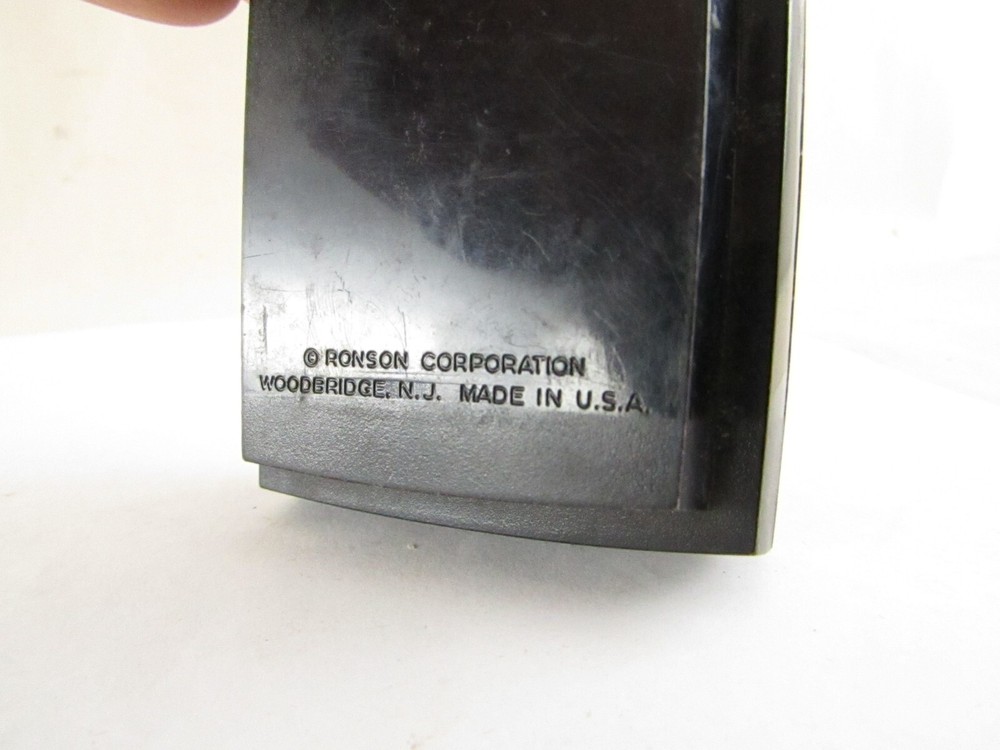 © RONSON CORPORATION
WOODBRIDGE, N.J. MADE IN U.S.A.